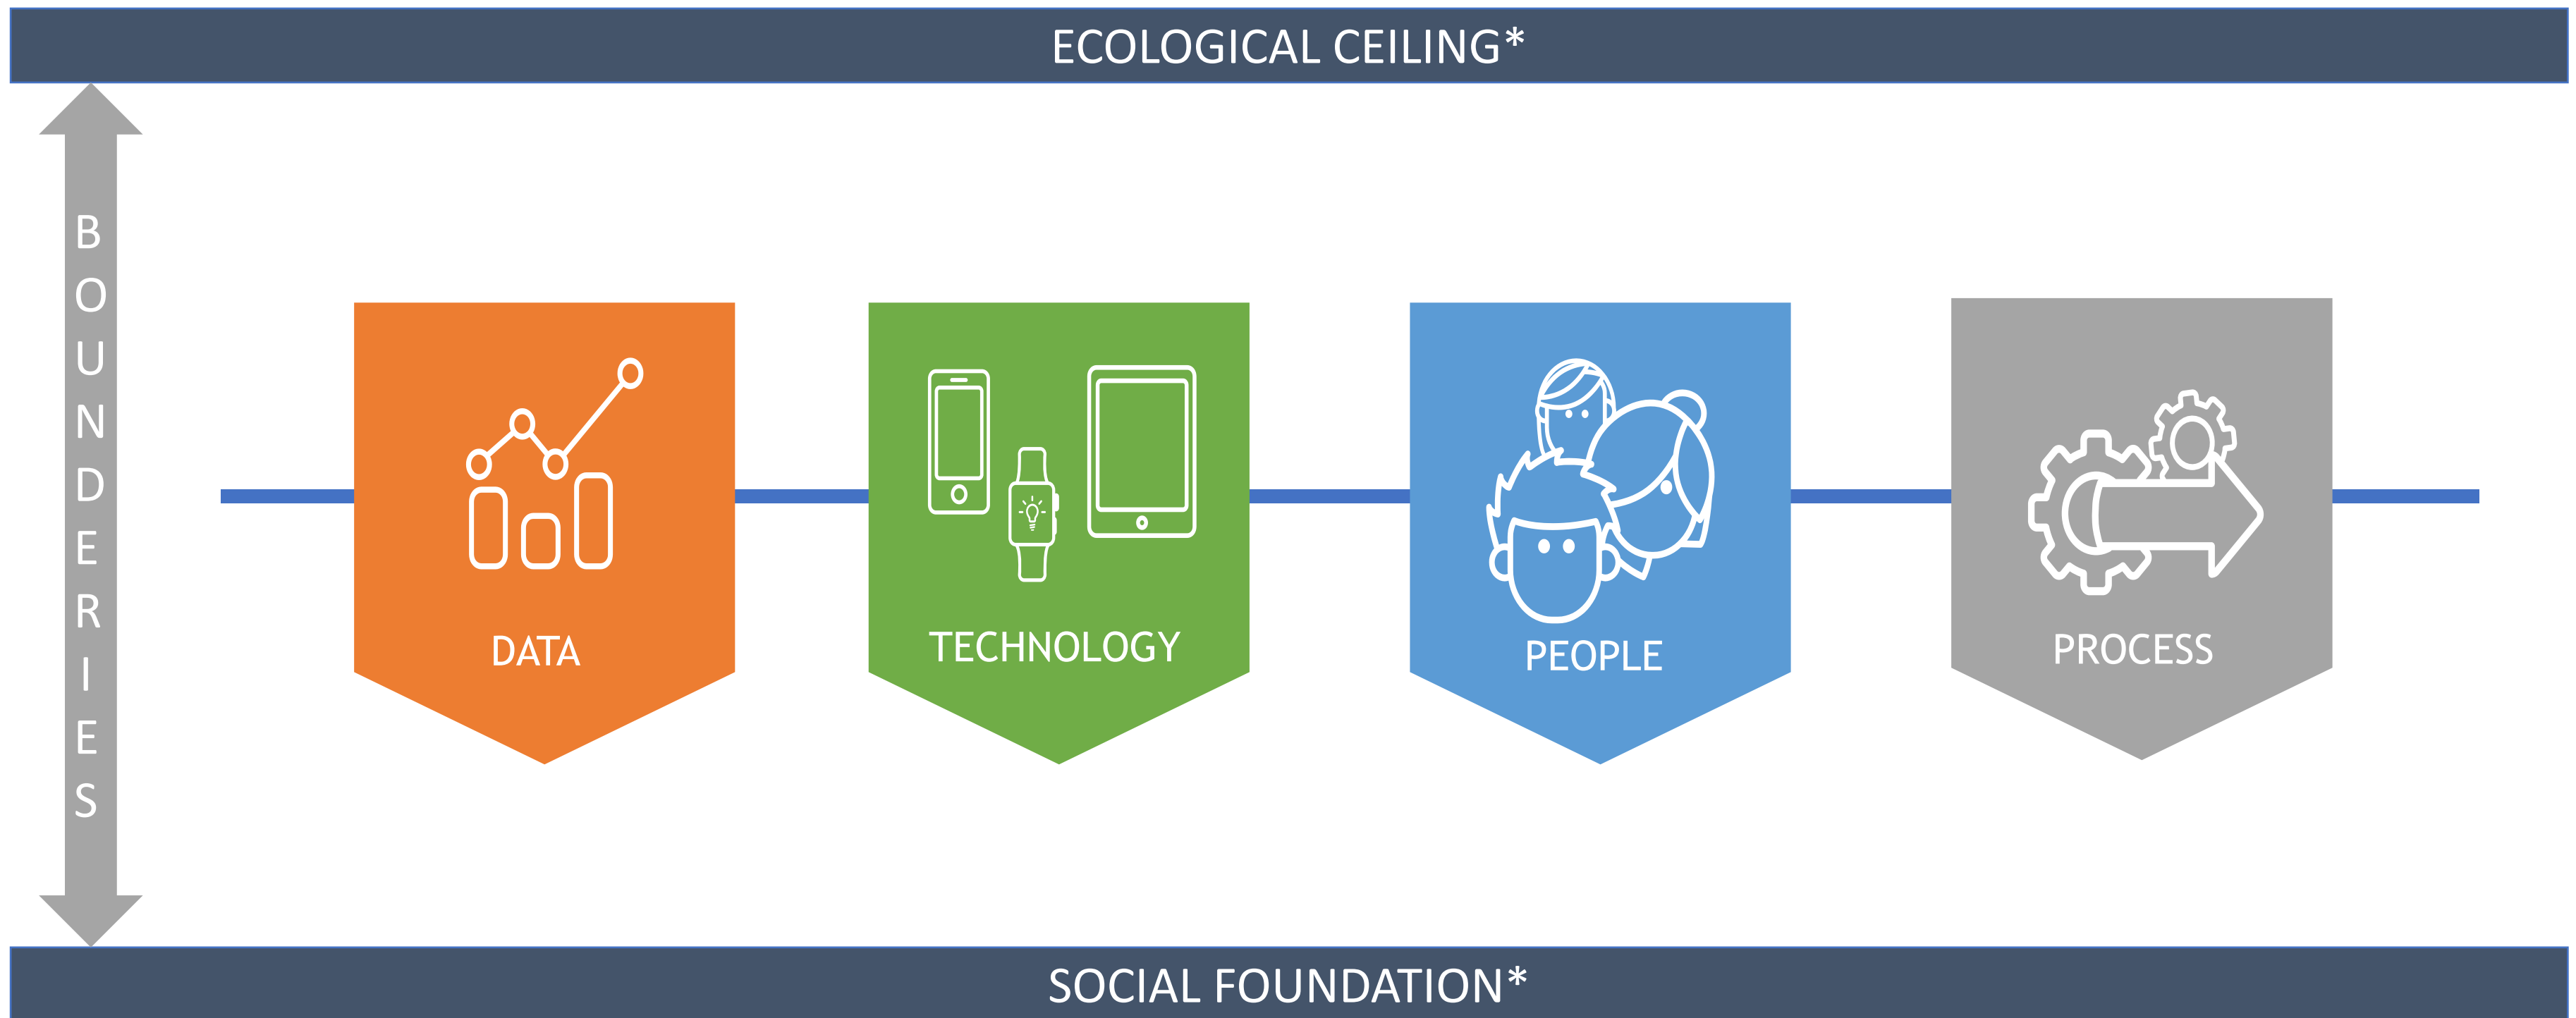 ECOLOGICAL CEILING*
BOUNDERIES
DATA
TECHNOLOGY
PEOPLE
PROCESS
SOCIAL FOUNDATION*